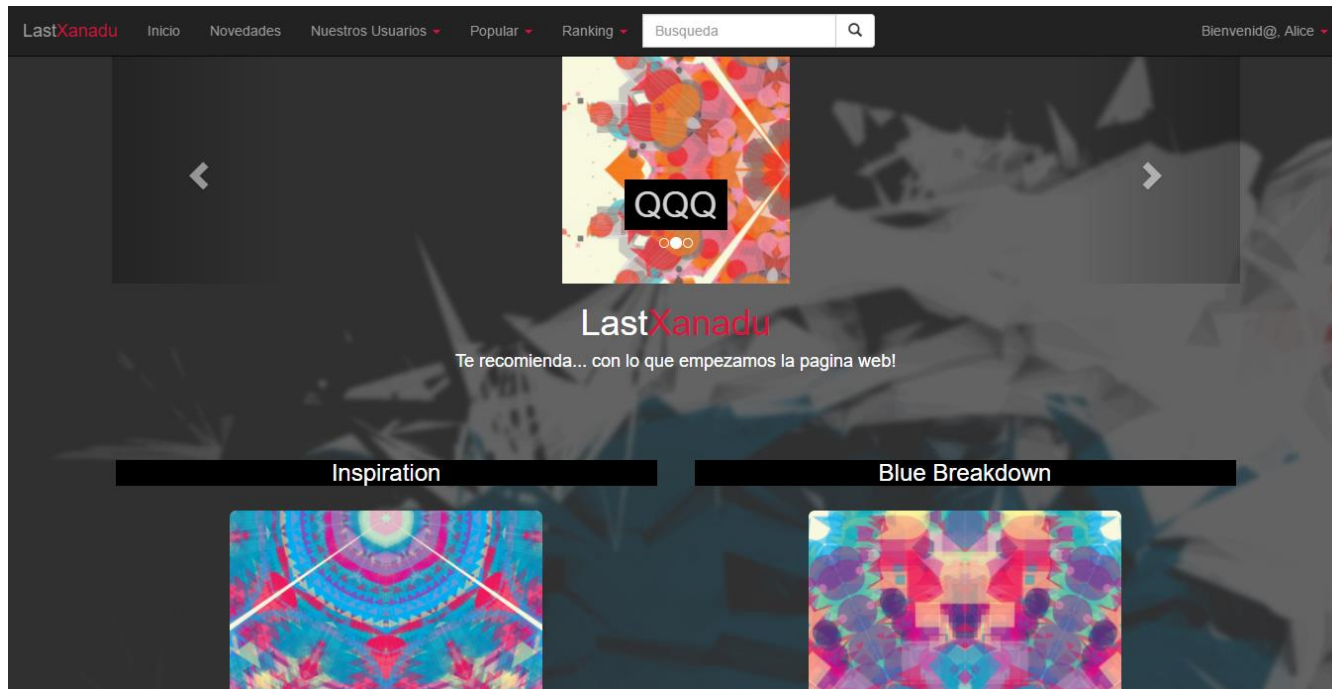 LastXanadu Inicio Novedades Nuestros Usuarios Popular Ranking Busqueda Bienvenid@, Alice
QQQ
LastXanadu
Te recomienda... con lo que empezamos la pagina web!
Inspiration Blue Breakdown